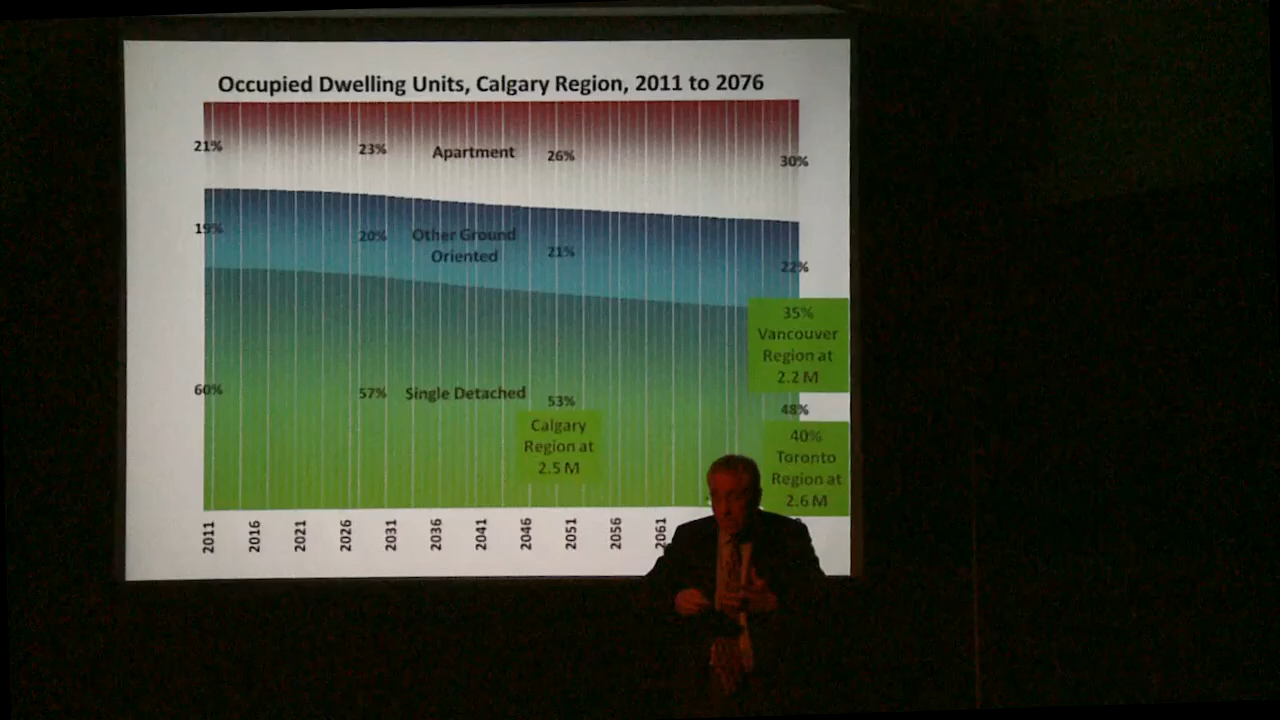 Occupied Dwelling Units, Calgary Region, 2011 to 2076
21% 23% Apartment 26% 30%
19% 20% Other Ground
Oriented 21% 22%
35%
Vancouver
Region at
2.2 M
60% 57% Single Detached 53% 48%
Calgary
Region at
2.5 M
40%
Toronto
Region at
2.6 M
2011 2016 2021 2026 2031 2036 2041 2046 2051 2056 2061